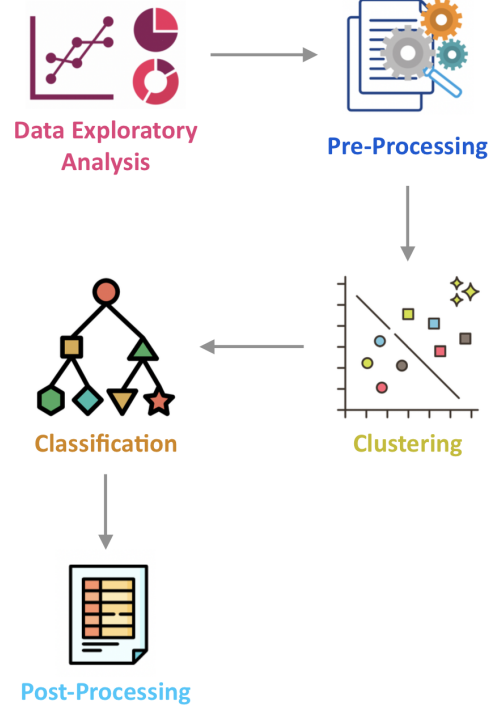 Data Exploratory
Analysis
Pre-Processing
Classification
Clustering
Post-Processing